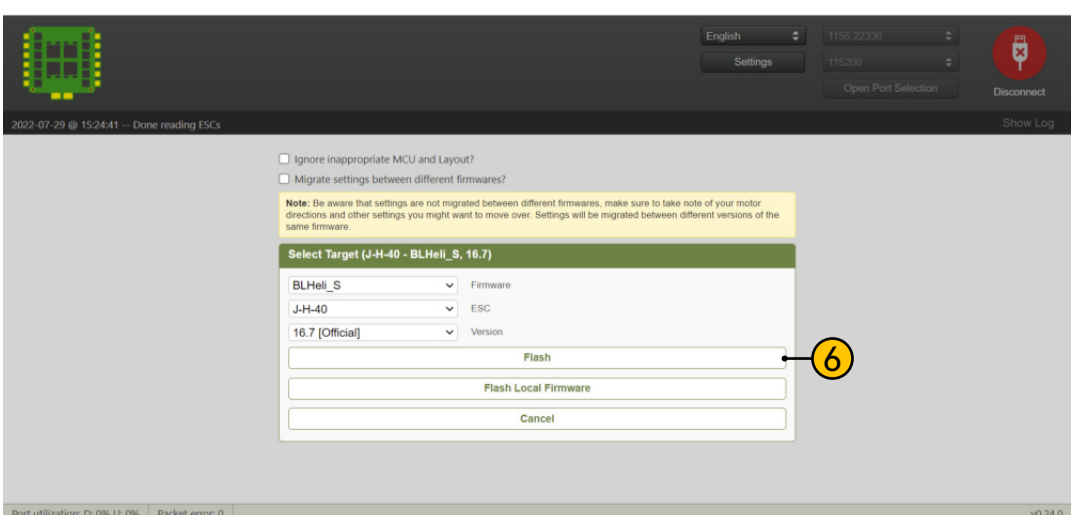 English
1155:22336
Settings
115200
Open Port Selection
Disconnect
2022-07-29 @ 15:24:41 -- Done reading ESCs
Show Log
Ignore inappropriate MCU and Layout?
Migrate settings between different firmwares?
Note: Be aware that settings are not migrated between different firmwares, make sure to take note of your motor
directions and other settings you might want to move over. Settings will be migrated between different versions of the
same firmware.
Select Target (J-H-40 - BLHeli_S, 16.7)
BLHeli_S
Firmware
J-H-40
ESC
16.7 [Official]
Version
Flash
6
Flash Local Firmware
Cancel
Port utilization: D: 0% U: 0%
Packet error: 0
v0.24.0